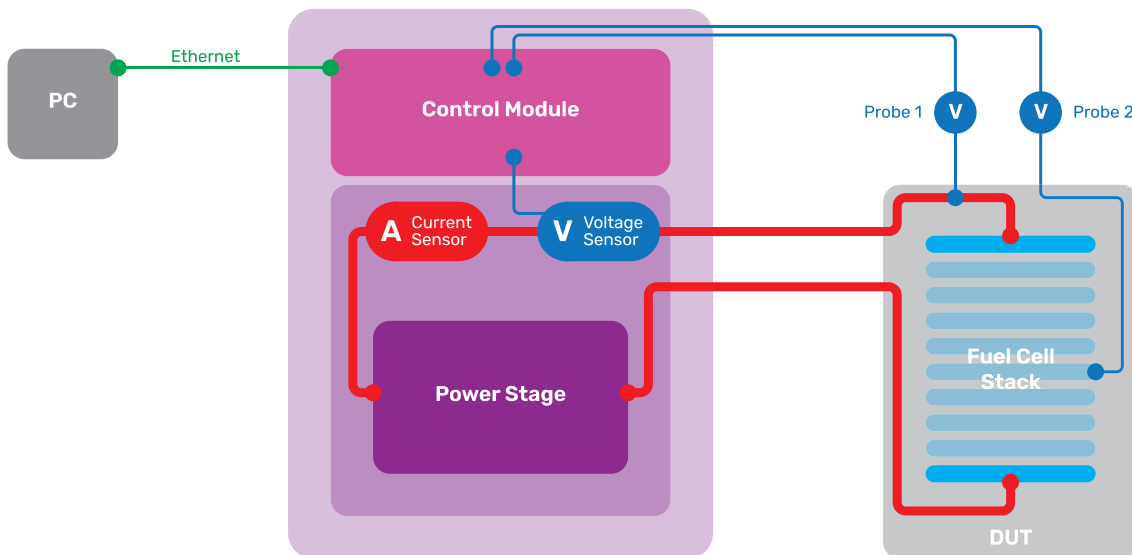 Ethernet
PC
Control Module
Probe 1
V
V
Probe 2
A
Current
Sensor
V
Voltage
Sensor
Power Stage
Fuel Cell
Stack
DUT